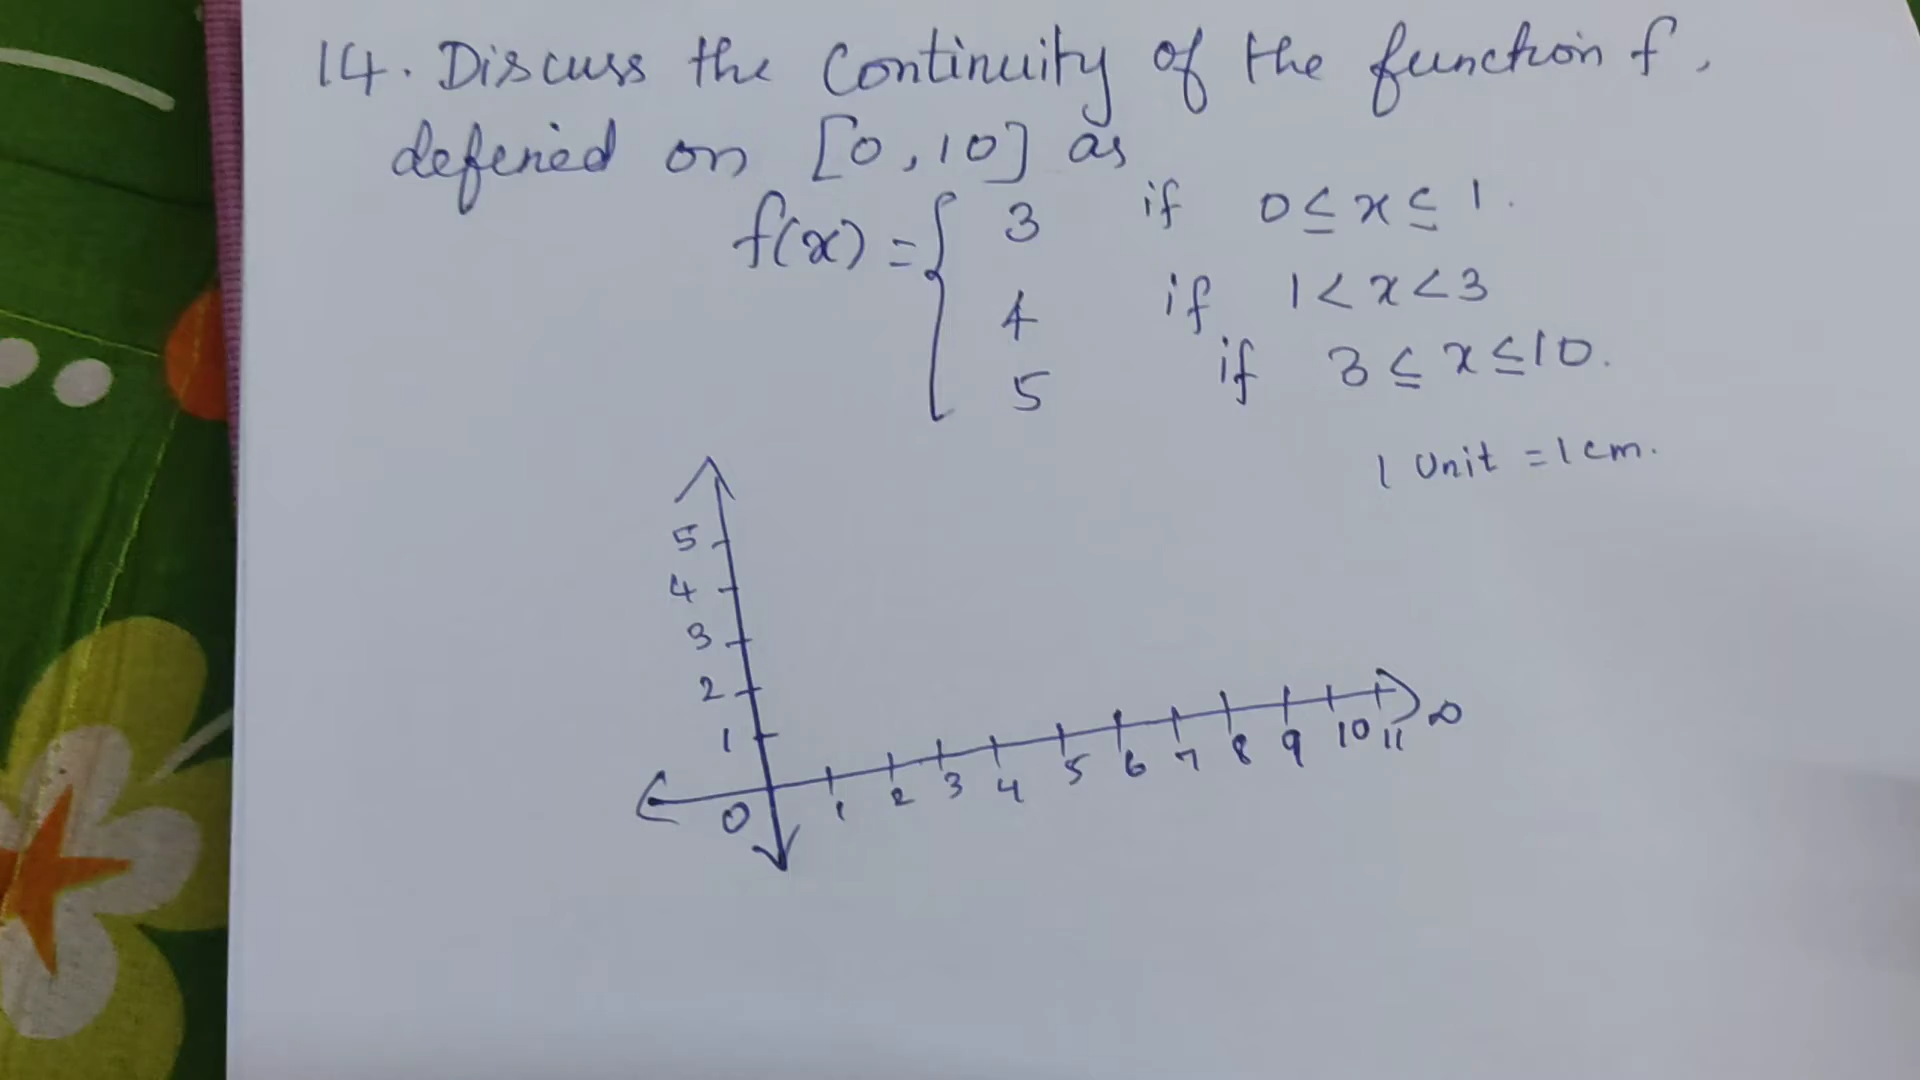 14. Discuss the Continuity of the function f,
defenied on [0,10] as
f(x) = { 3 if 0 ≤ x ≤ 1.
4 if 1 < x < 3
5 if 3 ≤ x ≤ 10.
1 Unit = 1cm.
5
4
3
2
1
0 1 2 3 4 5 6 7 8 9 10 11 ∞